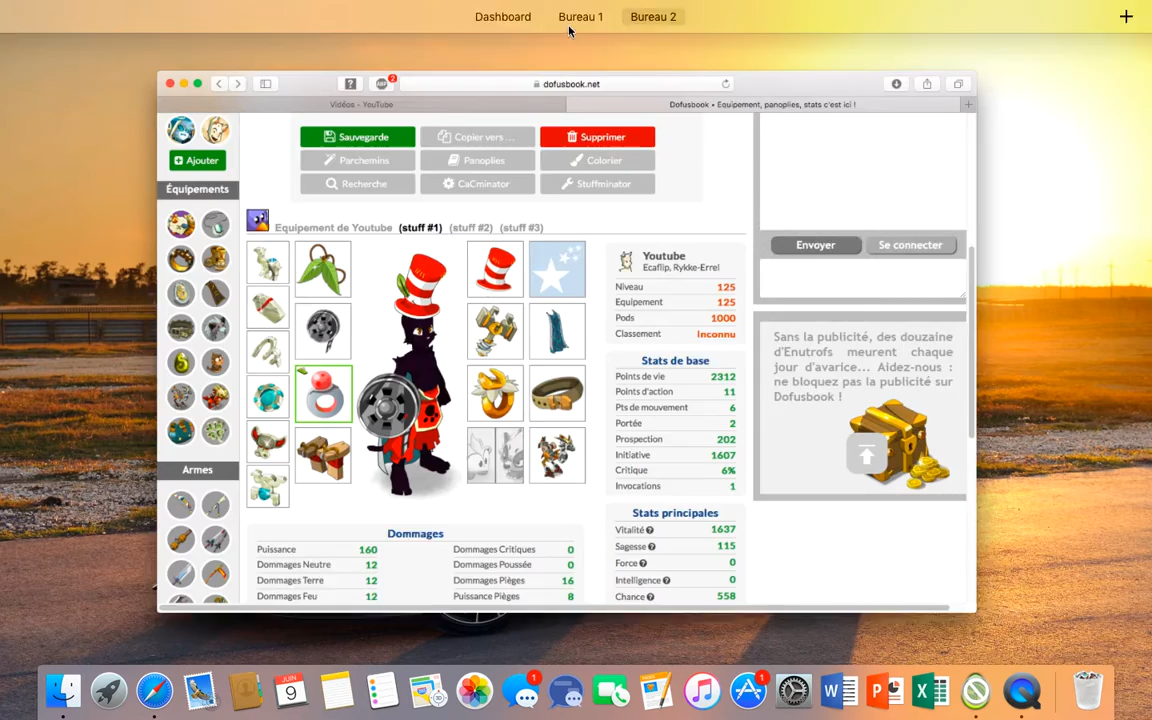 Dashboard
Bureau 1
Bureau 2
2
dofusbook.net
Vidéos - YouTube
Dofusbook • Equipement, panoplies, stats c'est ici !
Sauvegarde
Copier vers ...
Supprimer
Ajouter
Parchemins
Panoplies
Colorier
Recherche
CaCminator
Stuffminator
Équipements
Equipement de Youtube (stuff #1) (stuff #2) (stuff #3)
Envoyer
Se connecter
Youtube
Ecaflip, Rykke-Errel
Niveau 125
Equipement 125
Pods 1000
Classement Inconnu
Stats de base
Points de vie 2312
Points d'action 11
Pts de mouvement 6
Portée 2
Prospection 202
Initiative 1607
Critique 6%
Invocations 1
Sans la publicité, des douzaine
d'Enutrofs meurent chaque
jour d'avarice... Aidez-nous :
ne bloquez pas la publicité sur
Dofusbook !
Armes
Stats principales
Vitalité 1637
Sagesse 115
Force 0
Intelligence 0
Chance 558
Dommages
Puissance 160
Dommages Critiques 0
Dommages Neutre 12
Dommages Poussée 0
Dommages Terre 12
Dommages Pièges 16
Dommages Feu 12
Puissance Pièges 8
JUIN
9
1
1